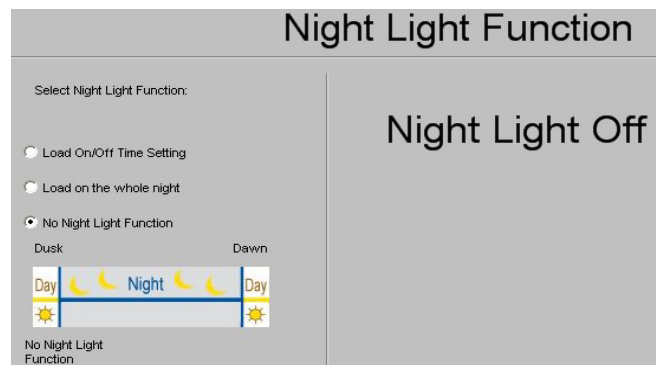 Night Light Function
Select Night Light Function:
Night Light Off
Load On/Off Time Setting
Load on the whole night
No Night Light Function
Dusk Dawn
Day Night Day
No Night Light
Function